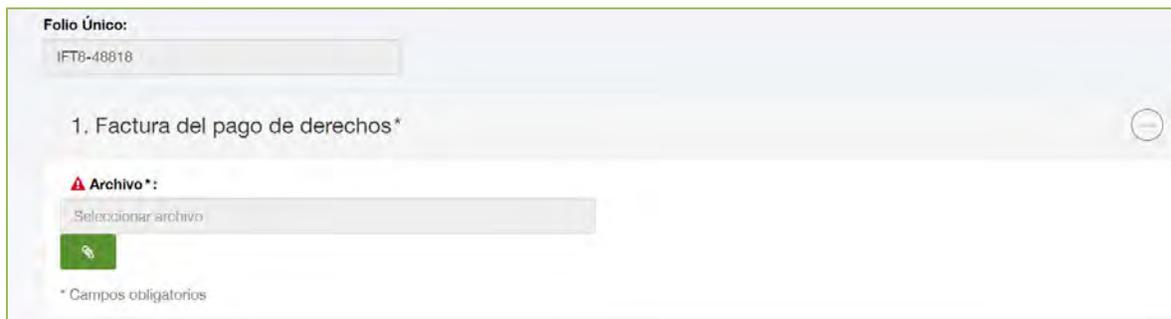 Folio Único:
IFT8-48818
1. Factura del pago de derechos*
Archivo*:
Seleccionar archivo
* Campos obligatorios